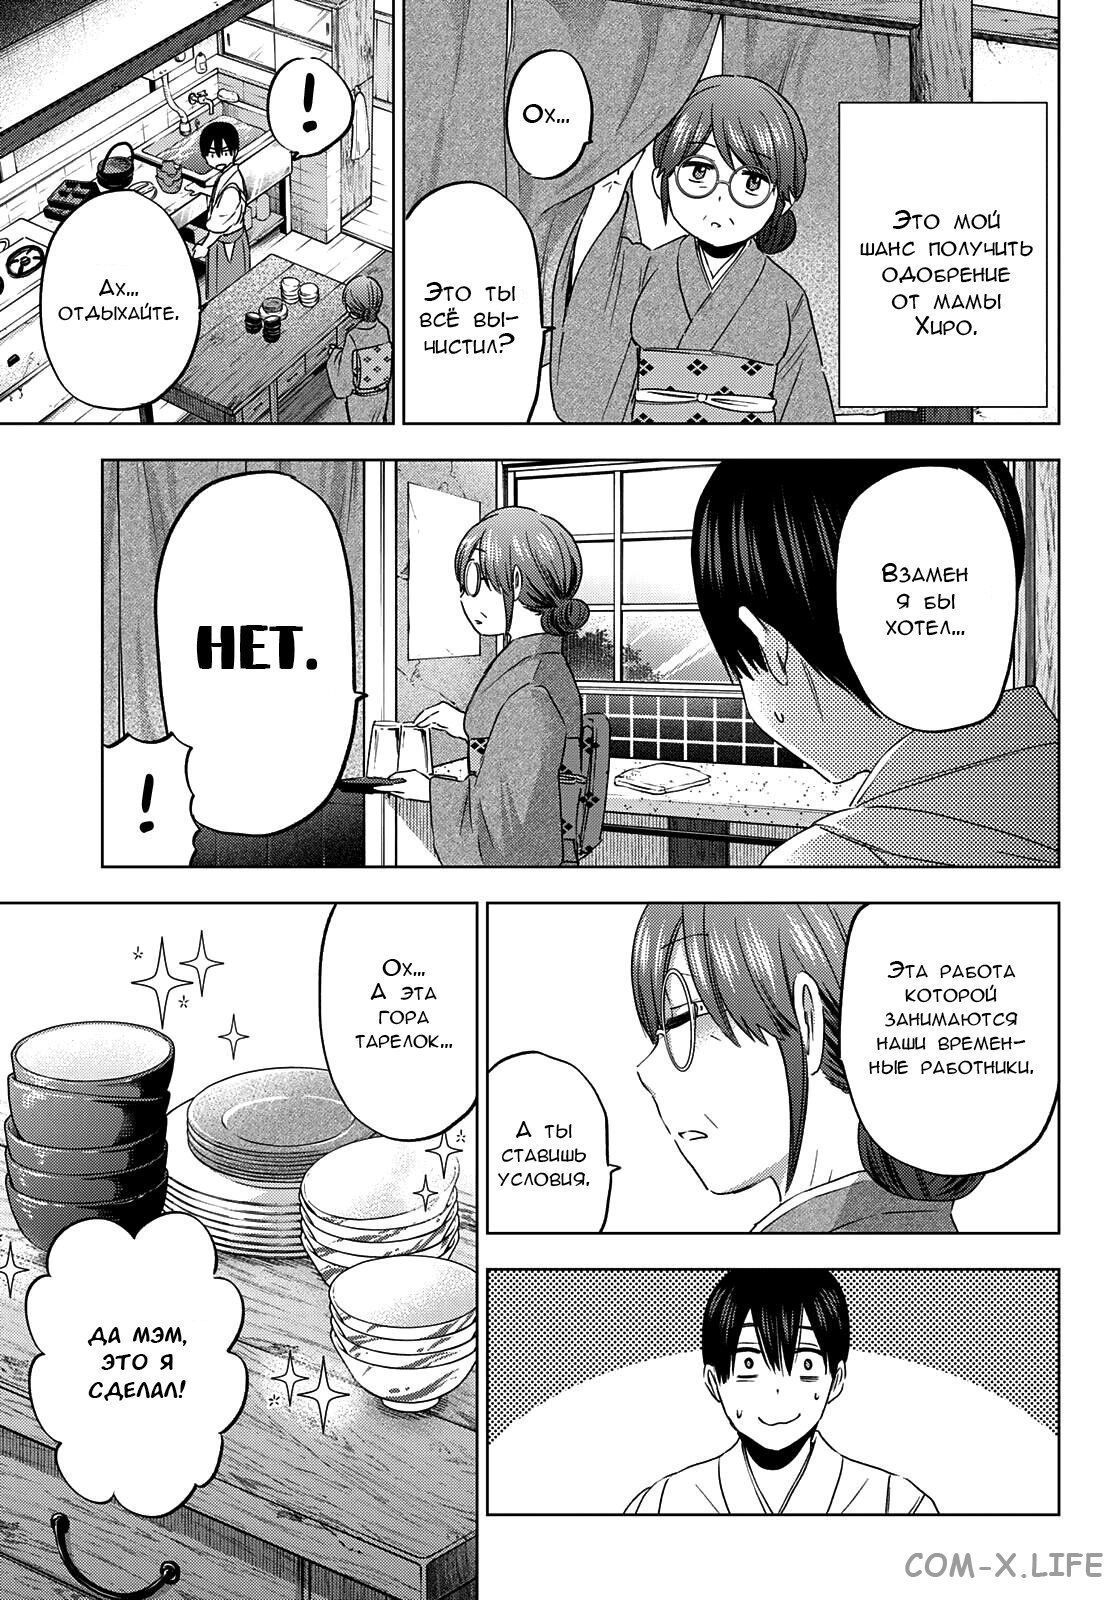 Это мой
шанс получить
одобрение
от мамы
Хиро.
Ох...
Это ты
всё вы-
чистил?
!
Ах...
отдыхайте.
Взамен
я бы
хотел...
НЕТ.
!
Эта работа
которой
занимаются
наши времен-
ные работники.
А ты
ставишь
условия.
Ох...
А эта
гора
тарелок...
да мэм,
это я
сделал!
COM-X.LIFE